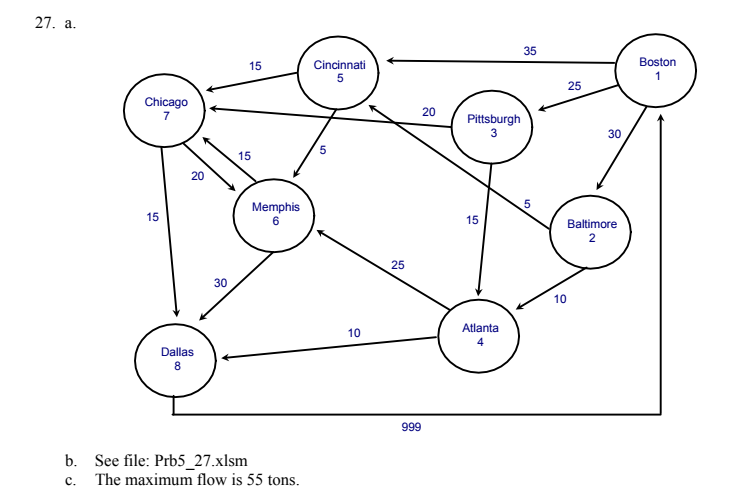 27. a.
35
Boston
1
Cincinnati
5
15
25
Chicago
7
20
Pittsburgh
3
30
15
5
20
Memphis
6
5
15
15
Baltimore
2
25
30
10
Atlanta
4
10
Dallas
8
999
b. See file: Prb5_27.xlsm
c. The maximum flow is 55 tons.